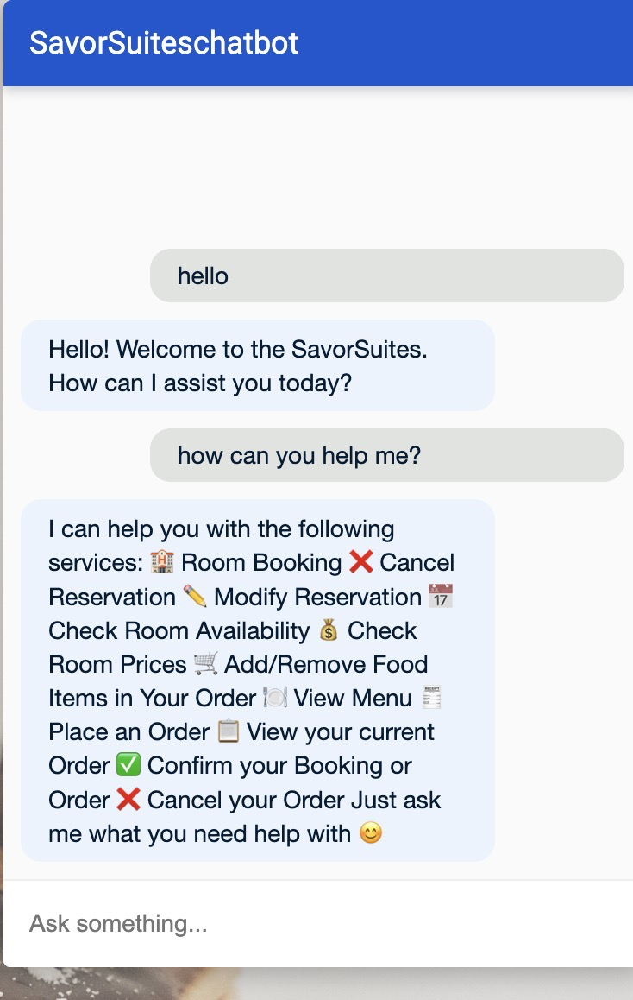 SavorSuiteschatbot
hello
Hello! Welcome to the SavorSuites.
How can I assist you today?
how can you help me?
I can help you with the following
services: 🏨 Room Booking ❌ Cancel
Reservation ✏️ Modify Reservation 📅
Check Room Availability 💰 Check
Room Prices 🛒 Add/Remove Food
Items in Your Order 🍽️ View Menu 🧾
Place an Order 📋 View your current
Order ✅ Confirm your Booking or
Order ❌ Cancel your Order Just ask
me what you need help with 😊
Ask something...